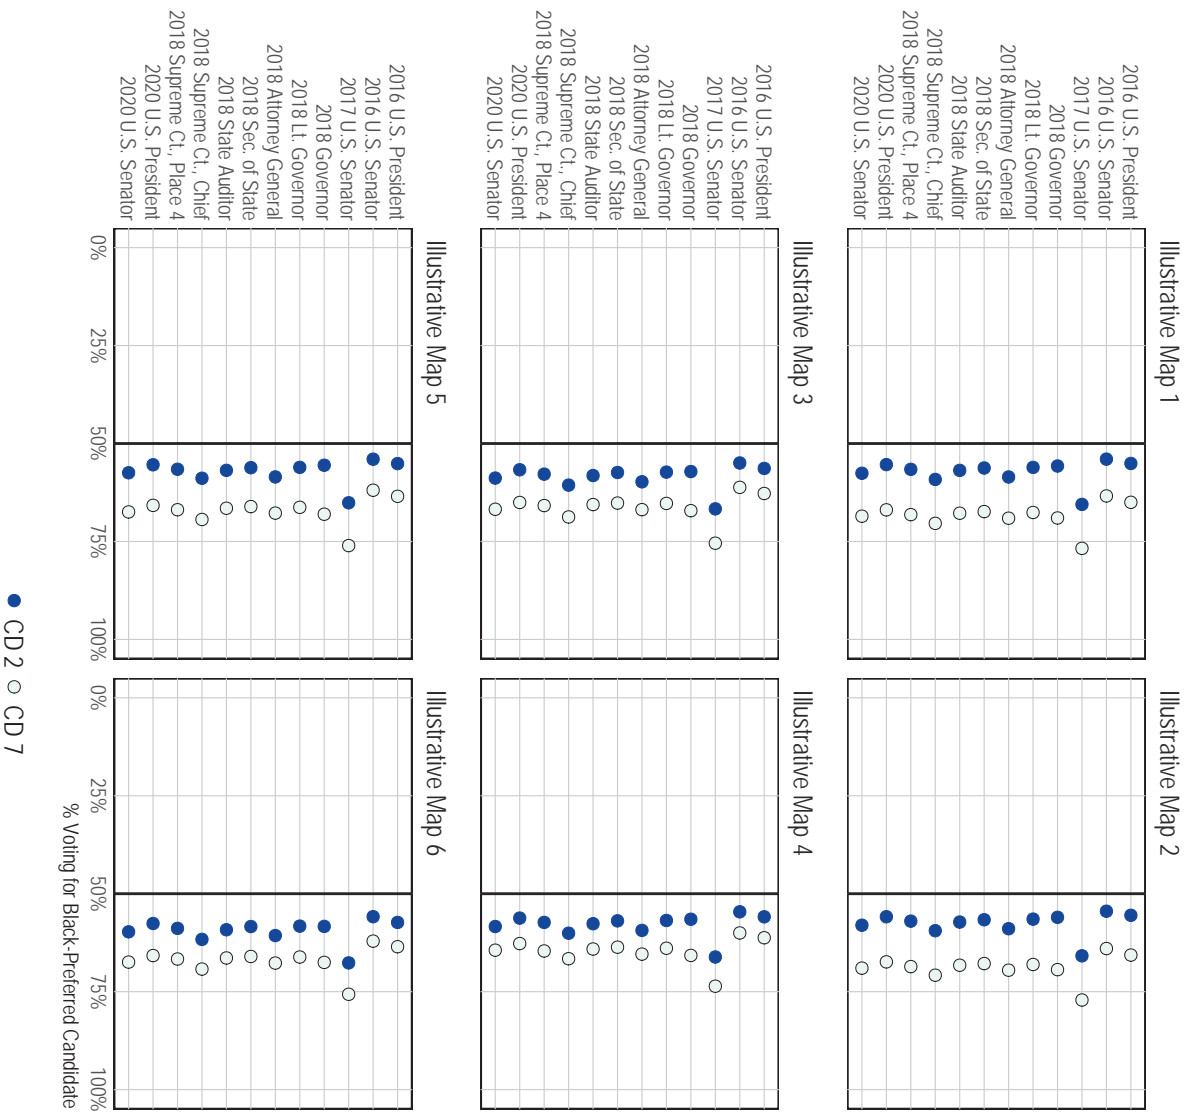 Illustrative Map 1
Illustrative Map 2
2016 U.S. President
2016 U.S. Senator
2017 U.S. Senator
2018 Governor
2018 Lt. Governor
2018 Attorney General
2018 Sec. of State
2018 State Auditor
2018 Supreme Ct., Chief
2018 Supreme Ct., Place 4
2020 U.S. President
2020 U.S. Senator
Illustrative Map 3
Illustrative Map 4
2016 U.S. President
2016 U.S. Senator
2017 U.S. Senator
2018 Governor
2018 Lt. Governor
2018 Attorney General
2018 Sec. of State
2018 State Auditor
2018 Supreme Ct., Chief
2018 Supreme Ct., Place 4
2020 U.S. President
2020 U.S. Senator
Illustrative Map 5
Illustrative Map 6
2016 U.S. President
2016 U.S. Senator
2017 U.S. Senator
2018 Governor
2018 Lt. Governor
2018 Attorney General
2018 Sec. of State
2018 State Auditor
2018 Supreme Ct., Chief
2018 Supreme Ct., Place 4
2020 U.S. President
2020 U.S. Senator
0% 25% 50% 75% 100% 0% 25% 50% 75% 100%
% Voting for Black-Preferred Candidate
CD 2 CD 7